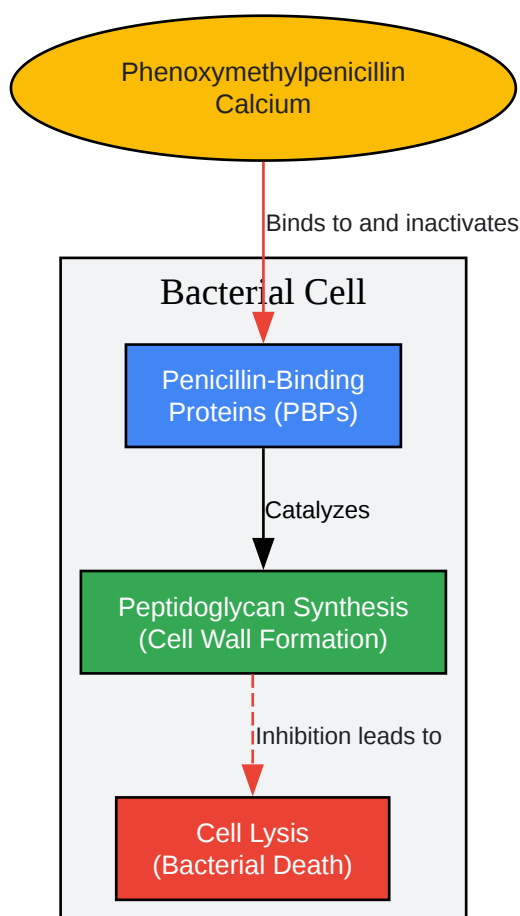 Phenoxymethylpenicillin
Calcium
Binds to and inactivates
Bacterial Cell
Penicillin-Binding
Proteins (PBPs)
Catalyzes
Peptidoglycan Synthesis
(Cell Wall Formation)
Inhibition leads to
Cell Lysis
(Bacterial Death)